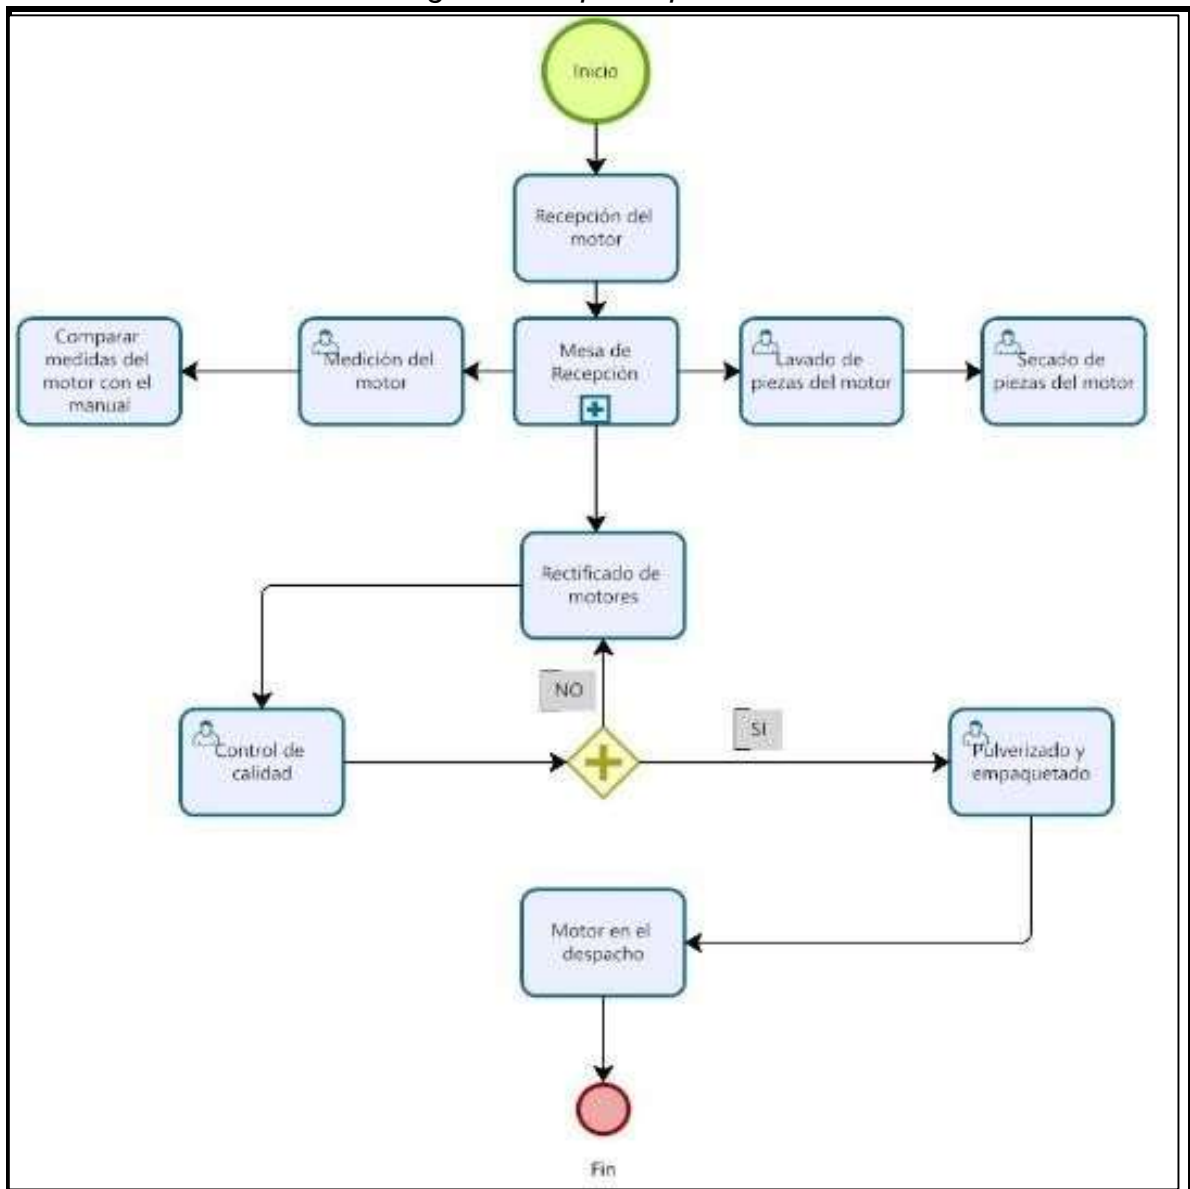 Inicio
Recepción del
motor
Comparar
medidas del
motor con el
manual
Medición del
motor
Mesa de
Recepción
Lavado de
piezas del motor
Secado de
piezas del motor
Rectificado de
motores
NO
SI
Control de
calidad
Pulverizado y
empaquetado
Motor en el
despacho
Fin